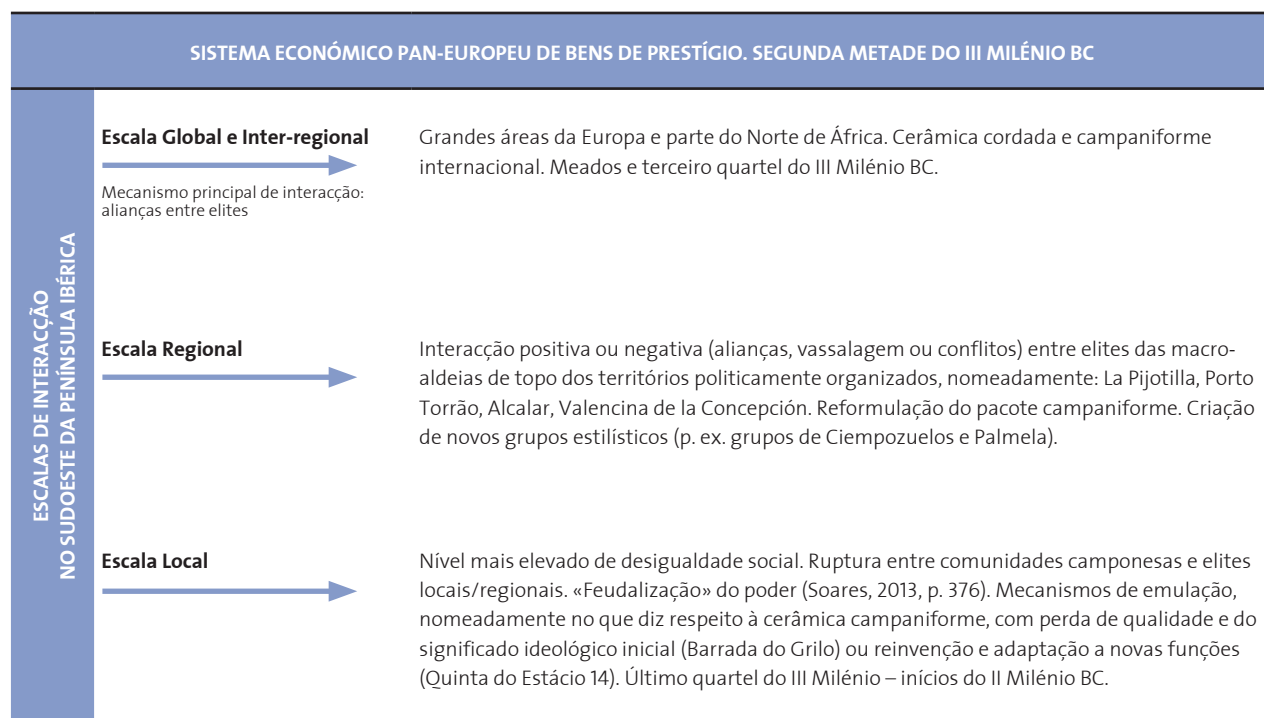 SISTEMA ECONÓMICO PAN-EUROPEU DE BENS DE PRESTÍGIO. SEGUNDA METADE DO III MILÉNIO BC
ESCALAS DE INTERACÇÃO
NO SUDOESTE DA PENÍNSULA IBÉRICA
Escala Global e Inter-regional
Mecanismo principal de interacção:
alianças entre elites
Grandes áreas da Europa e parte do Norte de África. Cerâmica cordada e campaniforme
internacional. Meados e terceiro quartel do III Milénio BC.
Escala Regional
Interacção positiva ou negativa (alianças, vassalagem ou conflitos) entre elites das macro-
aldeias de topo dos territórios politicamente organizados, nomeadamente: La Pijotilla, Porto
Torrão, Alcalar, Valencina de la Concepción. Reformulação do pacote campaniforme. Criação
de novos grupos estilísticos (p. ex. grupos de Ciempozuelos e Palmela).
Escala Local
Nível mais elevado de desigualdade social. Ruptura entre comunidades camponesas e elites
locais/regionais. «Feudalização» do poder (Soares, 2013, p. 376). Mecanismos de emulação,
nomeadamente no que diz respeito à cerâmica campaniforme, com perda de qualidade e do
significado ideológico inicial (Barrada do Grilo) ou reinvenção e adaptação a novas funções
(Quinta do Estácio 14). Último quartel do III Milénio – inícios do II Milénio BC.